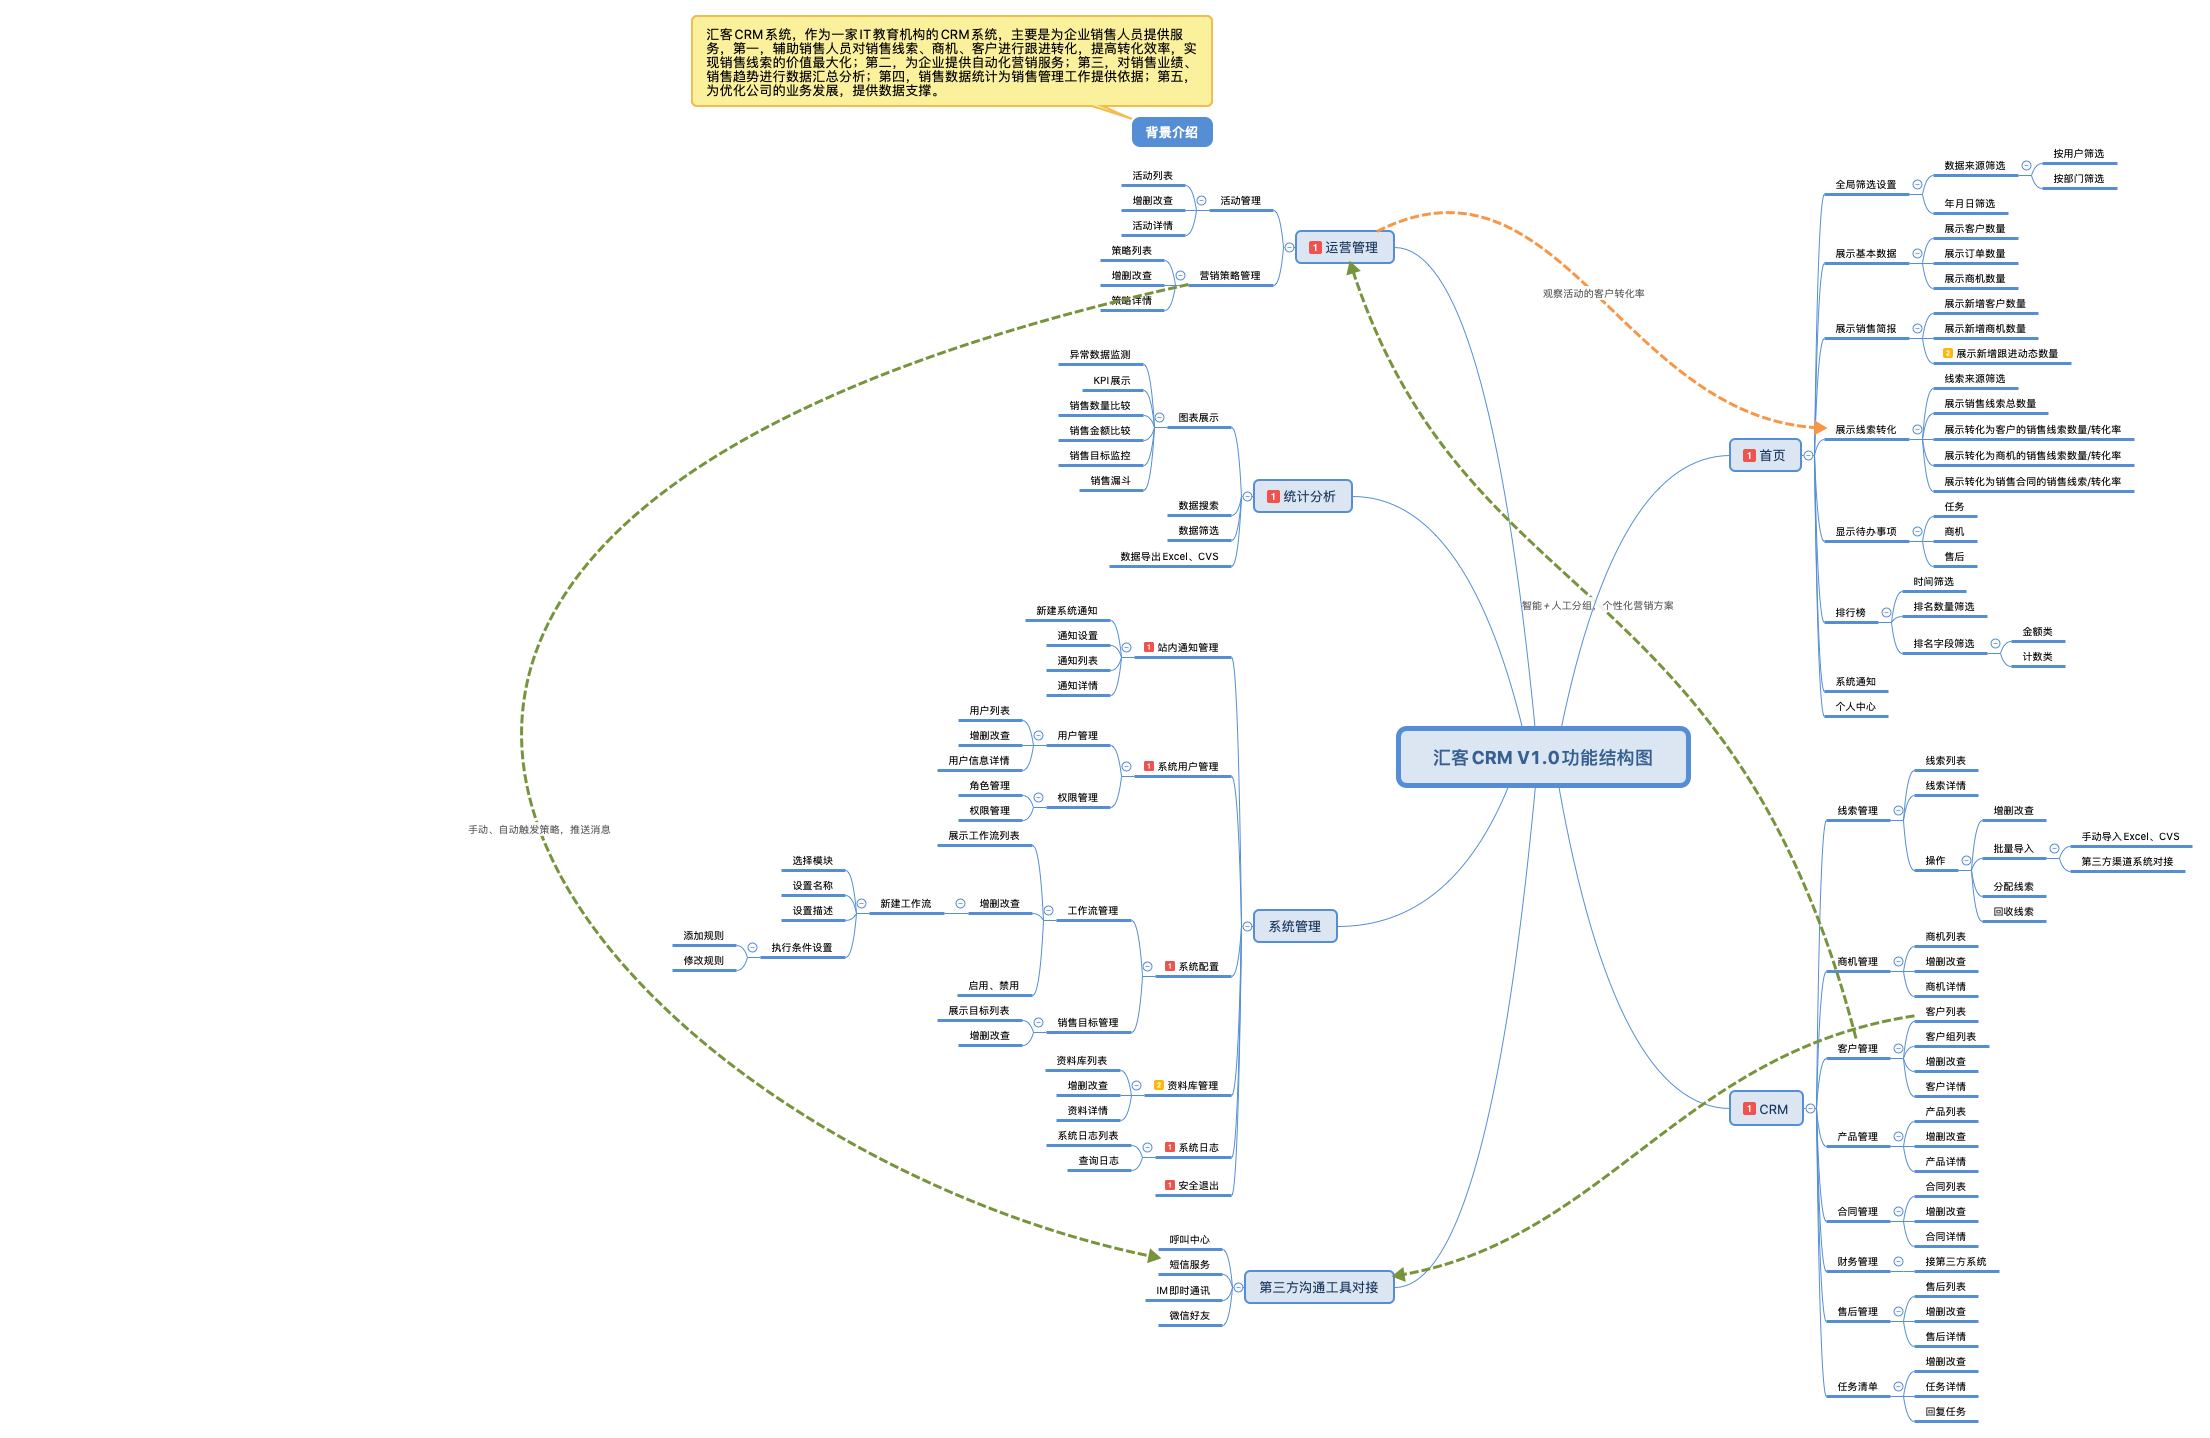 汇客CRM系统，作为一家IT教育机构的CRM系统，主要是为企业销售人员提供服
务，第一，辅助销售人员对销售线索、商机、客户进行跟进转化，提高转化效率，实
现销售线索的价值最大化；第二，为企业提供自动化营销服务；第三，对销售业绩、
销售趋势进行数据汇总分析；第四，销售数据统计为销售管理工作提供依据；第五，
为优化公司的业务发展，提供数据支撑。
背景介绍
汇客CRM V1.0功能结构图
1 首页
全局筛选设置
数据来源筛选
按用户筛选
按部门筛选
年月日筛选
展示基本数据
展示客户数量
展示订单数量
展示商机数量
展示销售简报
展示新增客户数量
展示新增商机数量
2 展示新增跟进动态数量
展示线索转化
线索来源筛选
展示销售线索总数量
展示转化为客户的销售线索数量/转化率
展示转化为商机的销售线索数量/转化率
展示转化为销售合同的销售线索/转化率
显示待办事项
任务
商机
售后
排行榜
时间筛选
排名数量筛选
排名字段筛选
金额类
计数类
系统通知
个人中心
1 CRM
线索管理
线索列表
线索详情
操作
增删改查
批量导入
手动导入Excel、CVS
第三方渠道系统对接
分配线索
回收线索
商机管理
商机列表
增删改查
商机详情
客户管理
客户列表
客户组列表
增删改查
客户详情
产品管理
产品列表
增删改查
产品详情
合同管理
合同列表
增删改查
合同详情
财务管理
接第三方系统
售后管理
售后列表
增删改查
售后详情
任务清单
增删改查
任务详情
回复任务
1 运营管理
活动管理
活动列表
增删改查
活动详情
营销策略管理
策略列表
增删改查
策略详情
1 统计分析
图表展示
异常数据监测
KPI展示
销售数量比较
销售金额比较
销售目标监控
销售漏斗
数据搜索
数据筛选
数据导出Excel、CVS
系统管理
1 站内通知管理
新建系统通知
通知设置
通知列表
通知详情
1 系统用户管理
用户管理
用户列表
增删改查
用户信息详情
权限管理
角色管理
权限管理
1 系统配置
工作流管理
展示工作流列表
增删改查
新建工作流
选择模块
设置名称
设置描述
执行条件设置
添加规则
修改规则
启用、禁用
销售目标管理
展示目标列表
增删改查
2 资料库管理
资料库列表
增删改查
资料详情
1 系统日志
系统日志列表
查询日志
1 安全退出
第三方沟通工具对接
呼叫中心
短信服务
IM即时通讯
微信好友
观察活动的客户转化率
智能+人工分组，个性化营销方案
手动、自动触发策略，推送消息